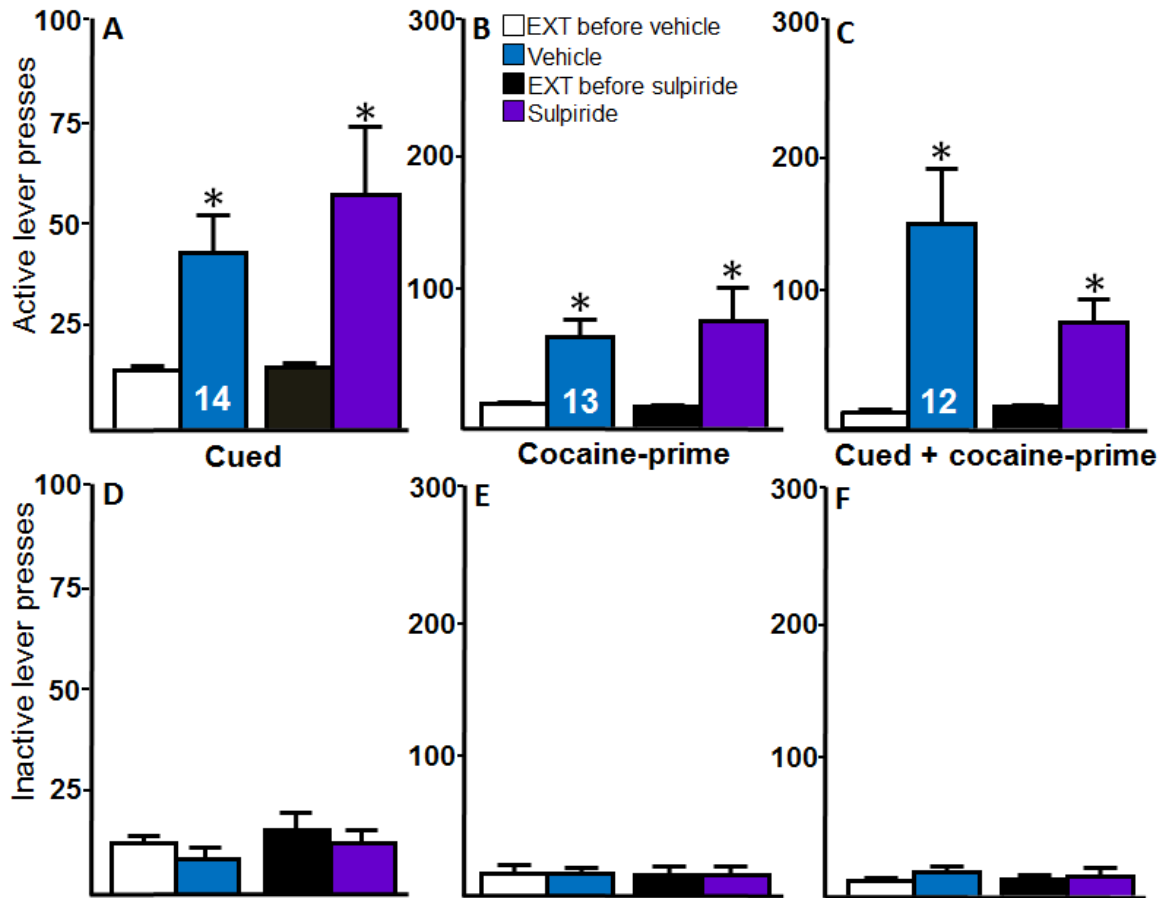 A
100
75
50
25
Active lever presses
*
*
14
Cued
B
300
200
100
EXT before vehicle
Vehicle
EXT before sulpiride
Sulpiride
*
*
13
Cocaine-prime
C
300
200
100
*
*
12
Cued + cocaine-prime
D
100
75
50
25
Inactive lever presses
E
300
200
100
F
300
200
100